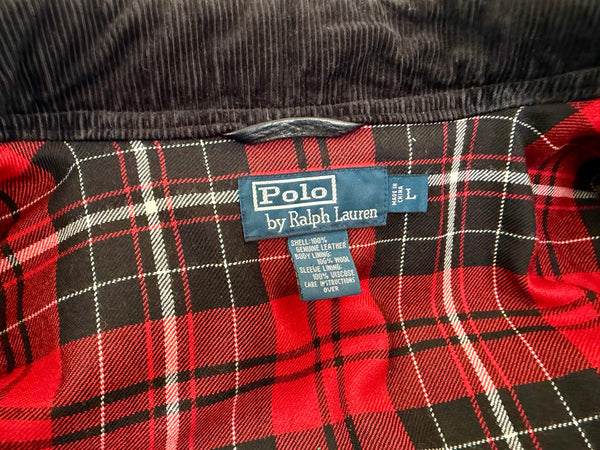 Polo
by Ralph Lauren
MADE IN
CHINA
L
SHELL: 100%
GENUINE LEATHER
BODY LINING:
100% WOOL
SLEEVE LINING:
100% VISCOSE
CARE INSTRUCTIONS
OVER